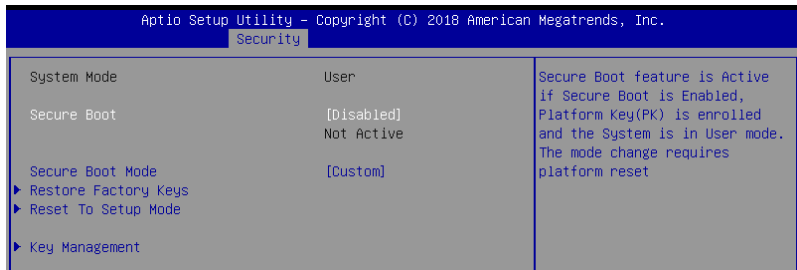 Aptio Setup Utility – Copyright (C) 2018 American Megatrends, Inc.
Security
System Mode User
Secure Boot [Disabled]
Not Active
Secure Boot Mode [Custom]
Restore Factory Keys
Reset To Setup Mode
Key Management
Secure Boot feature is Active
if Secure Boot is Enabled,
Platform Key(PK) is enrolled
and the System is in User mode.
The mode change requires
platform reset